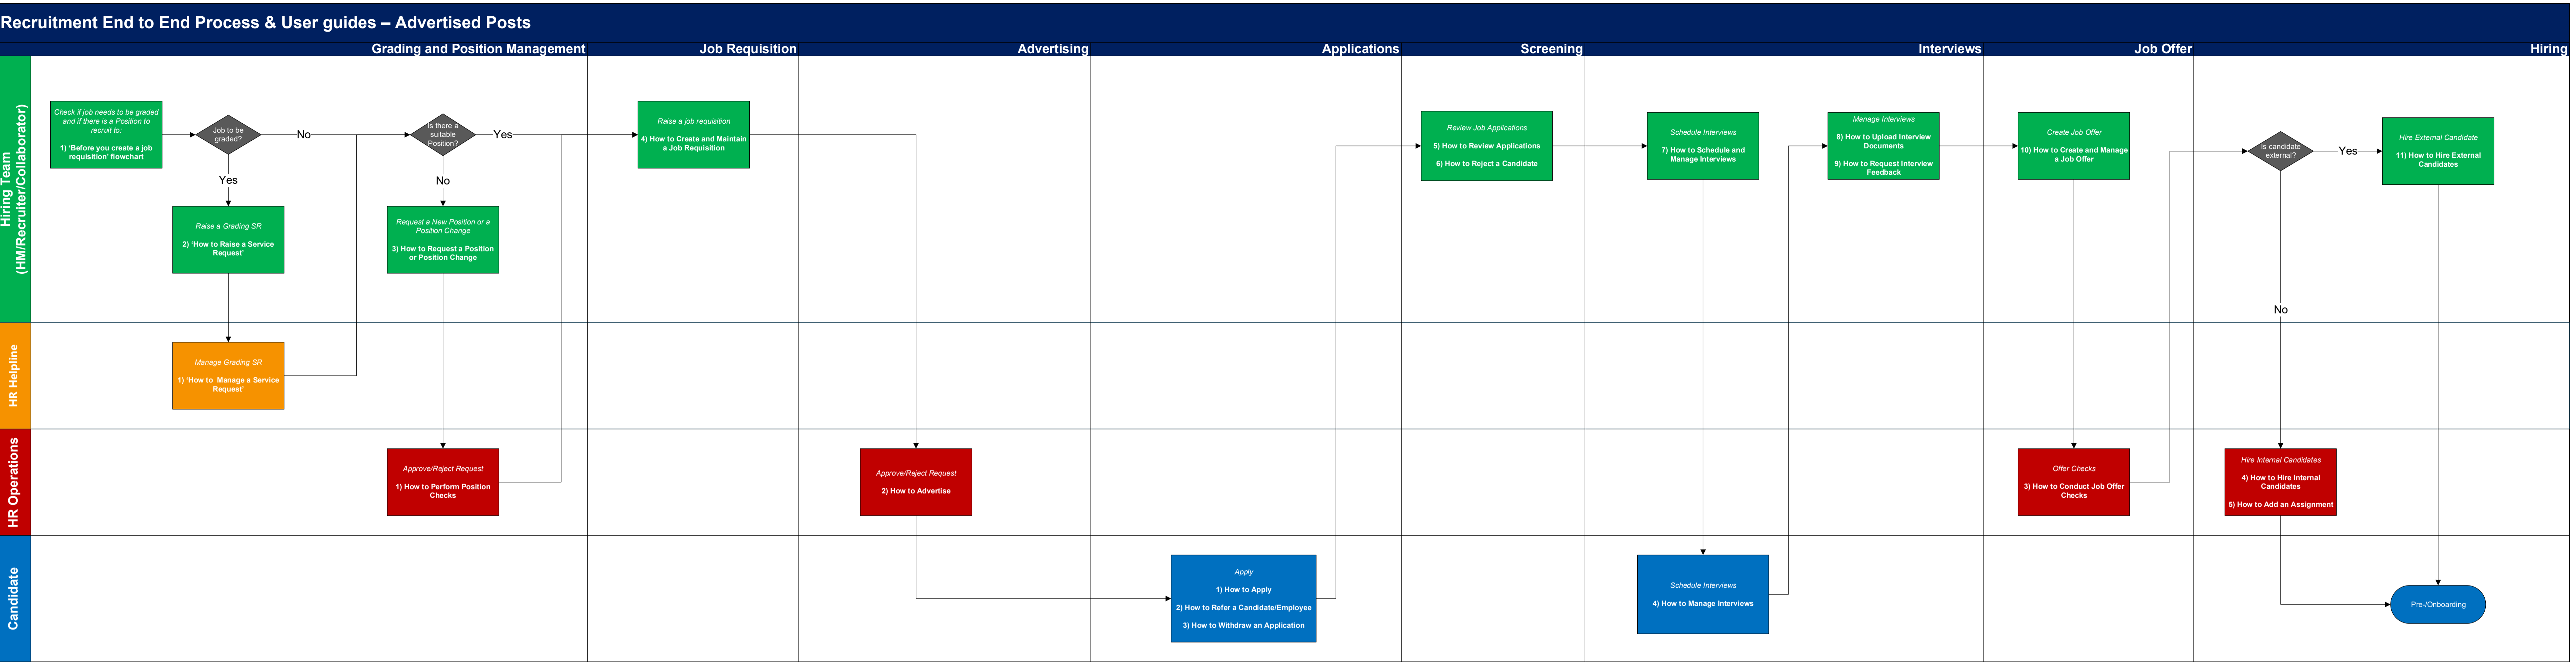 Recruitment End to End Process & User guides – Advertised Posts
Grading and Position Management
Job Requisition
Advertising
Applications
Screening
Interviews
Job Offer
Hiring
Hiring Team
(HM/Recruiter/Collaborator)
Check if job needs to be graded
and if there is a Position to
recruit to:
1) ‘Before you create a job
requisition’ flowchart
Job to be
graded?
No
Yes
Is there a
suitable
Position?
Yes
No
Raise a Grading SR
2) ‘How to Raise a Service
Request’
Request a New Position or a
Position Change
3) How to Request a Position
or Position Change
Raise a job requisition
4) How to Create and Maintain
a Job Requisition
Review Job Applications
5) How to Review Applications
6) How to Reject a Candidate
Schedule Interviews
7) How to Schedule and
Manage Interviews
Manage Interviews
8) How to Upload Interview
Documents
9) How to Request Interview
Feedback
Create Job Offer
10) How to Create and Manage
a Job Offer
Is candidate
external?
Yes
No
Hire External Candidate
11) How to Hire External
Candidates
HR Helpline
Manage Grading SR
1) ‘How to Manage a Service
Request’
HR Operations
Approve/Reject Request
1) How to Perform Position
Checks
Approve/Reject Request
2) How to Advertise
Offer Checks
3) How to Conduct Job Offer
Checks
Hire Internal Candidates
4) How to Hire Internal
Candidates
5) How to Add an Assignment
Candidate
Apply
1) How to Apply
2) How to Refer a Candidate/Employee
3) How to Withdraw an Application
Schedule Interviews
4) How to Manage Interviews
Pre-/Onboarding